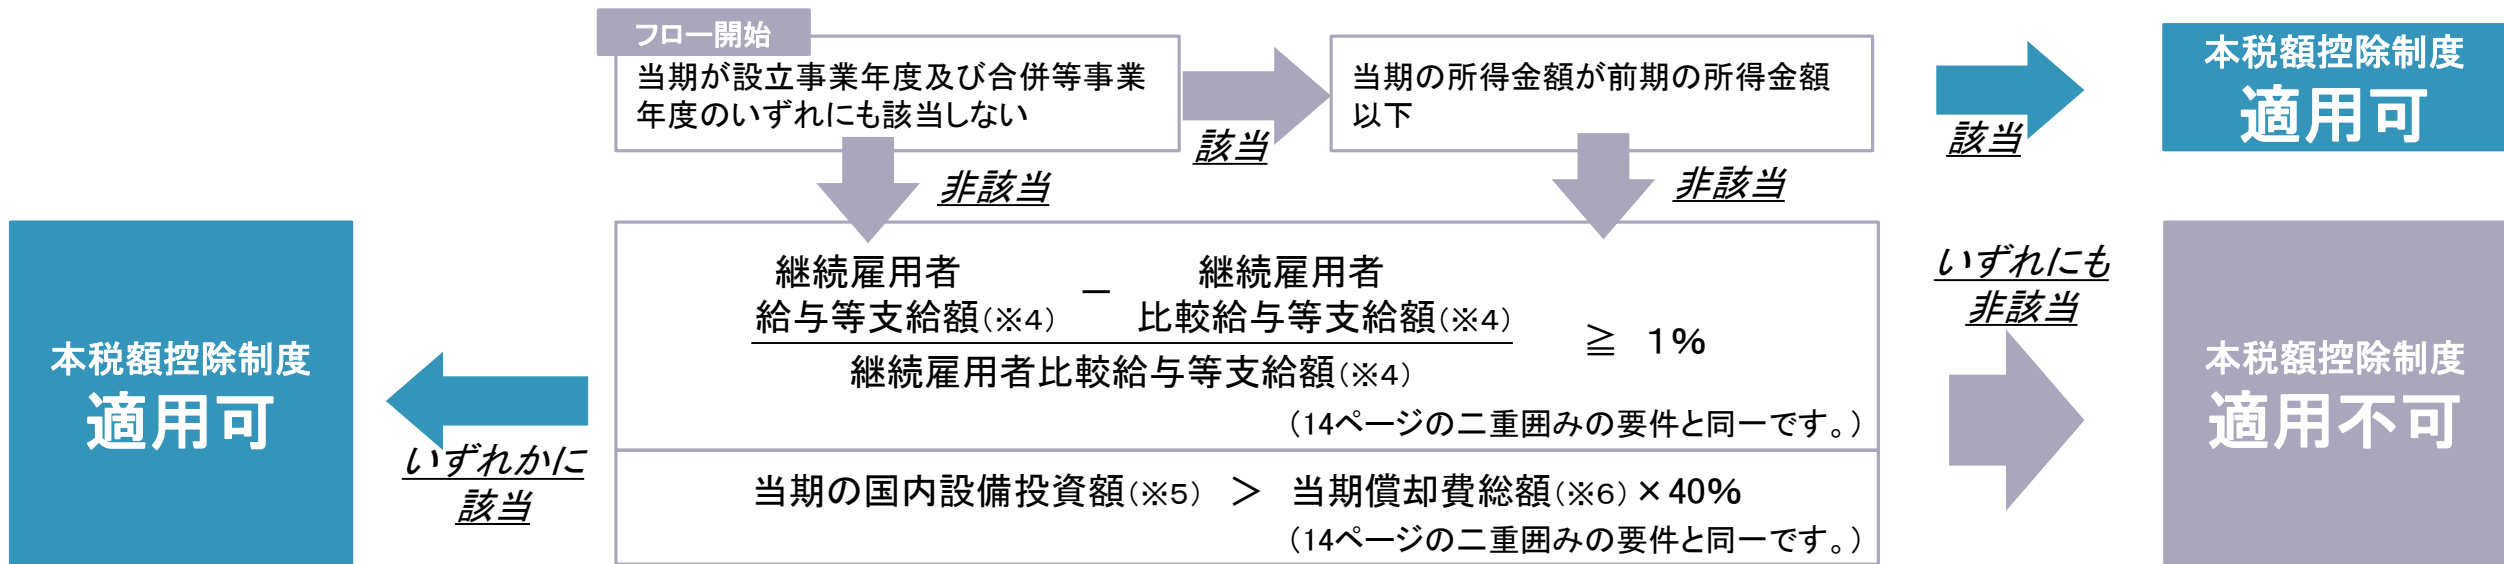 フロー開始
当期が設立事業年度及び合併等事業
年度のいずれにも該当しない
該当
当期の所得金額が前期の所得金額
以下
該当
本税額控除制度
適用可
非該当
非該当
継続雇用者
給与等支給額(※4)
－
継続雇用者
比較給与等支給額(※4)
継続雇用者比較給与等支給額(※4)
≧ 1%
(14ページの二重囲みの要件と同一です。)
当期の国内設備投資額(※5) ＞ 当期償却費総額(※6)×40%
(14ページの二重囲みの要件と同一です。)
いずれかに
該当
本税額控除制度
適用可
いずれにも
非該当
本税額控除制度
適用不可